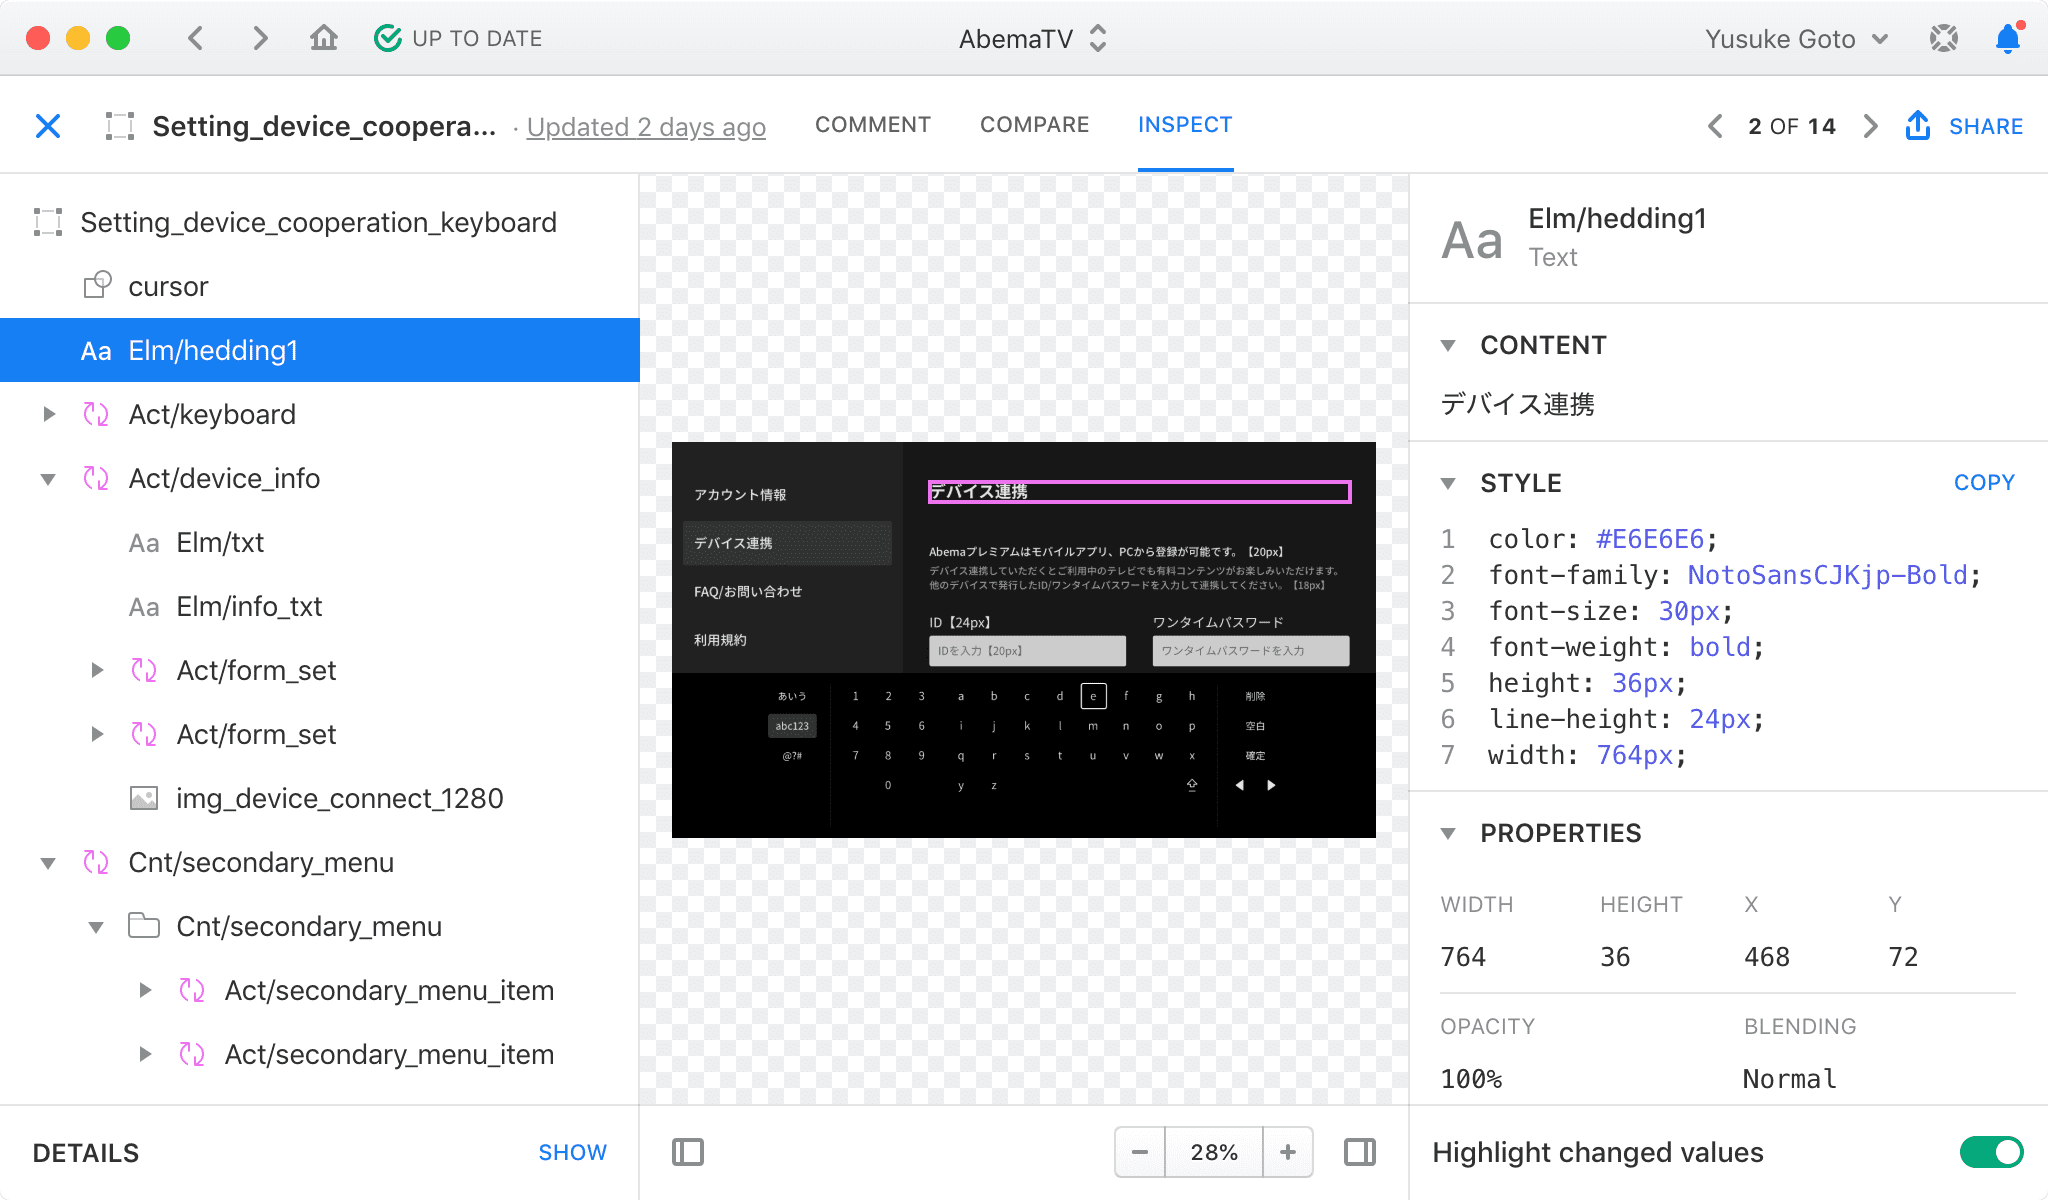 UP TO DATE
AbemaTV
Yusuke Goto
Setting_device_coopera...
· Updated 2 days ago
COMMENT
COMPARE
INSPECT
2 OF 14
SHARE
Setting_device_cooperation_keyboard
cursor
Aa Elm/hedding1
Act/keyboard
Act/device_info
Aa Elm/txt
Aa Elm/info_txt
Act/form_set
Act/form_set
img_device_connect_1280
Cnt/secondary_menu
Cnt/secondary_menu
Act/secondary_menu_item
Act/secondary_menu_item
DETAILS
SHOW
アカウント情報
デバイス連携
FAQ/お問い合わせ
利用規約
デバイス連携
Abemaプレミアムはモバイルアプリ、PCから登録が可能です。【20px】
デバイス連携していただくとご利用中のテレビでも有料コンテンツがお楽しみいただけます。
他のデバイスで発行したID/ワンタイムパスワードを入力して連携してください。【18px】
ID【24px】
ワンタイムパスワード
IDを入力【20px】
ワンタイムパスワードを入力
あいう 1 2 3 a b c d e f g h 削除
abc123 4 5 6 i j k l m n o p 空白
@?# 7 8 9 q r s t u v w x 確定
0 y z
28%
Aa
Elm/hedding1
Text
CONTENT
デバイス連携
STYLE
COPY
1 color: #E6E6E6;
2 font-family: NotoSansCJKjp-Bold;
3 font-size: 30px;
4 font-weight: bold;
5 height: 36px;
6 line-height: 24px;
7 width: 764px;
PROPERTIES
WIDTH HEIGHT X Y
764 36 468 72
OPACITY BLENDING
100% Normal
Highlight changed values